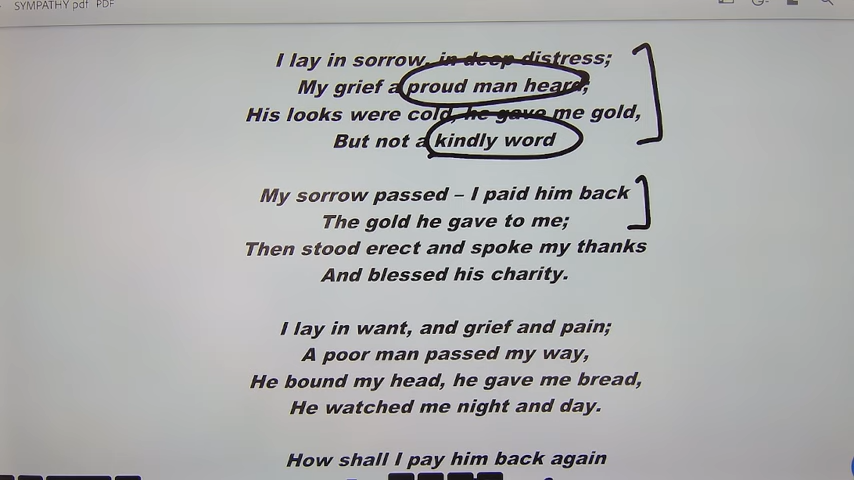 SYMPATHY pdf PDF
I lay in sorrow, in deep distress;
My grief a proud man heard;
His looks were cold, he gave me gold,
But not a kindly word
My sorrow passed – I paid him back
The gold he gave to me;
Then stood erect and spoke my thanks
And blessed his charity.
I lay in want, and grief and pain;
A poor man passed my way,
He bound my head, he gave me bread,
He watched me night and day.
How shall I pay him back again